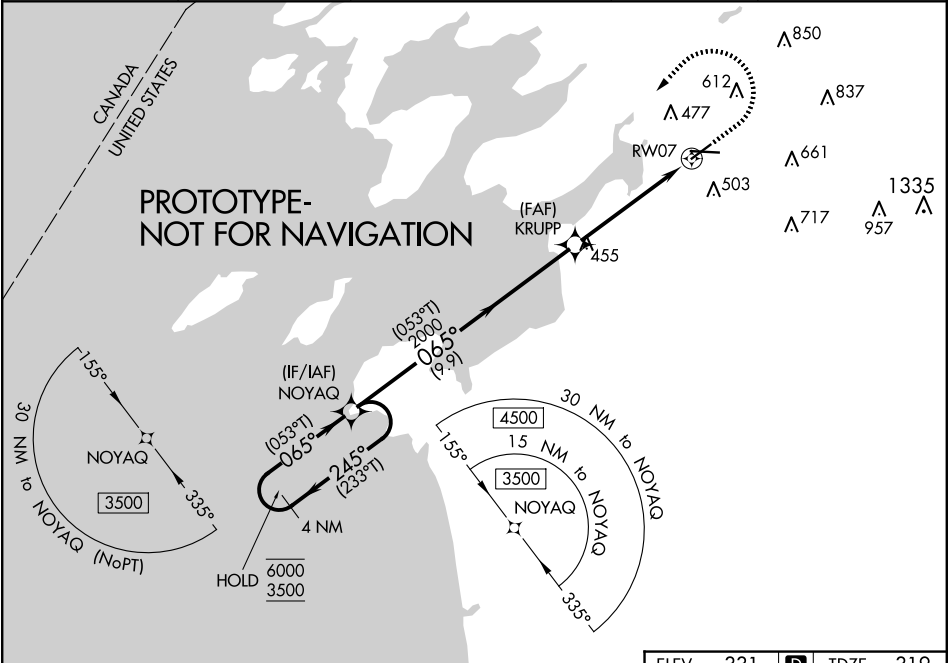 CANADA
UNITED STATES
850
612
477
837
RW07
661
503
1335
957
717
PROTOTYPE-
NOT FOR NAVIGATION
(FAF)
KRUPP
455
(053°T)
2000
065°
(9.9)
(IF/IAF)
NOYAQ
(053°T)
065°
245°
(233°T)
4 NM
HOLD
6000
3500
155°
NOYAQ
3500
335°
30 NM to NOYAQ (NoPT)
30 NM to NOYAQ
4500
15 NM to NOYAQ
155°
3500
NOYAQ
335°
ELEV 221 D TDZE 219